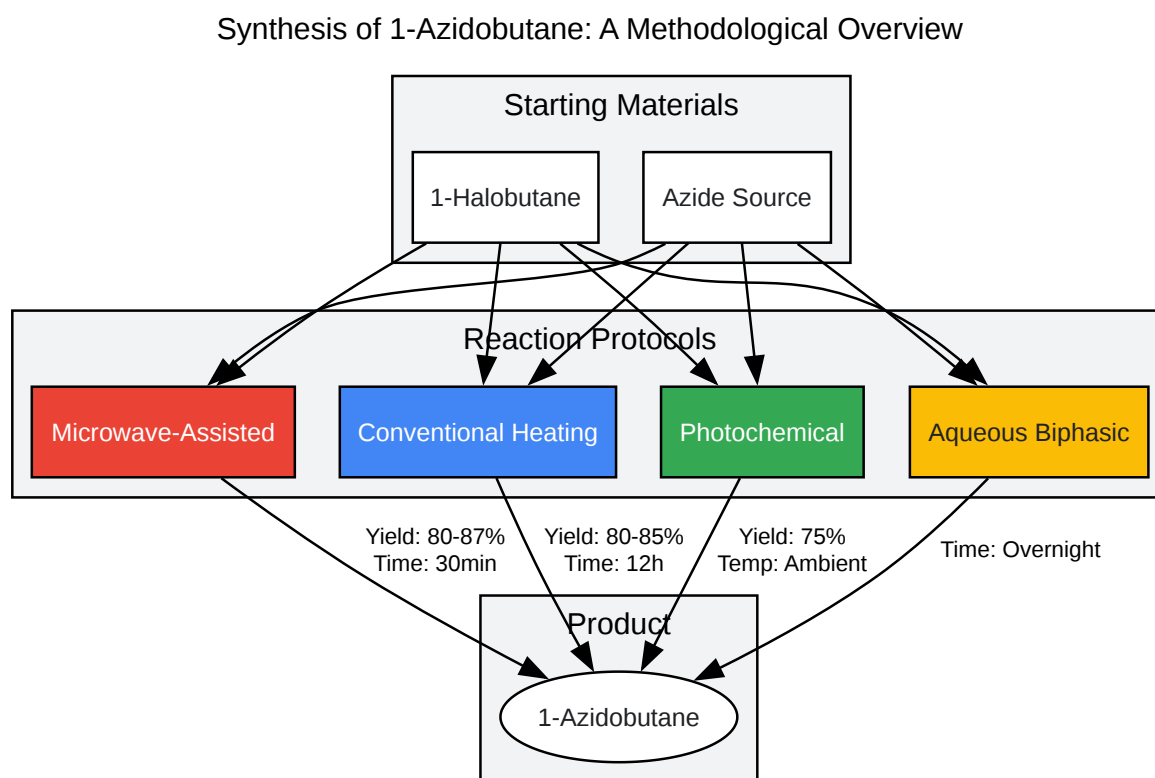 Synthesis of 1-Azidobutane: A Methodological Overview
Starting Materials
1-Halobutane
Azide Source
Reaction Protocols
Microwave-Assisted
Conventional Heating
Photochemical
Aqueous Biphasic
Yield: 80-87%
Time: 30min
Yield: 80-85%
Time: 12h
Yield: 75%
Temp: Ambient
Time: Overnight
Product
1-Azidobutane